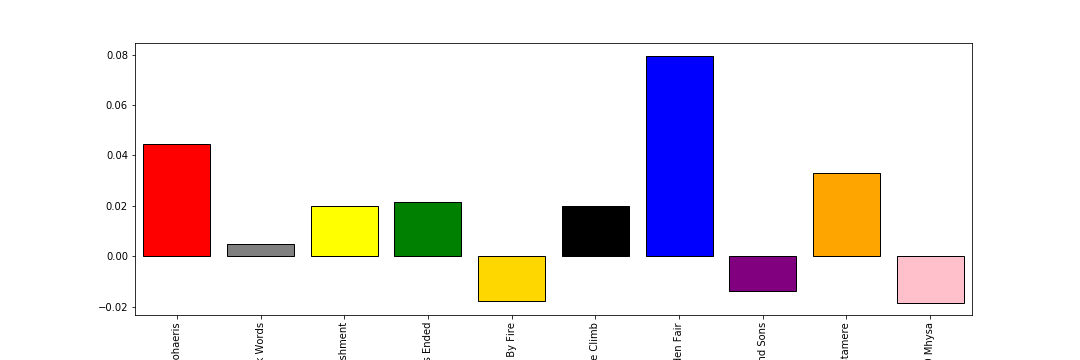 0.08
0.06
0.04
0.02
0.00
−0.02
ohaeris
Words
shment
Ended
By Fire
Climb
en Fair
nd Sons
tamere
Mhysa